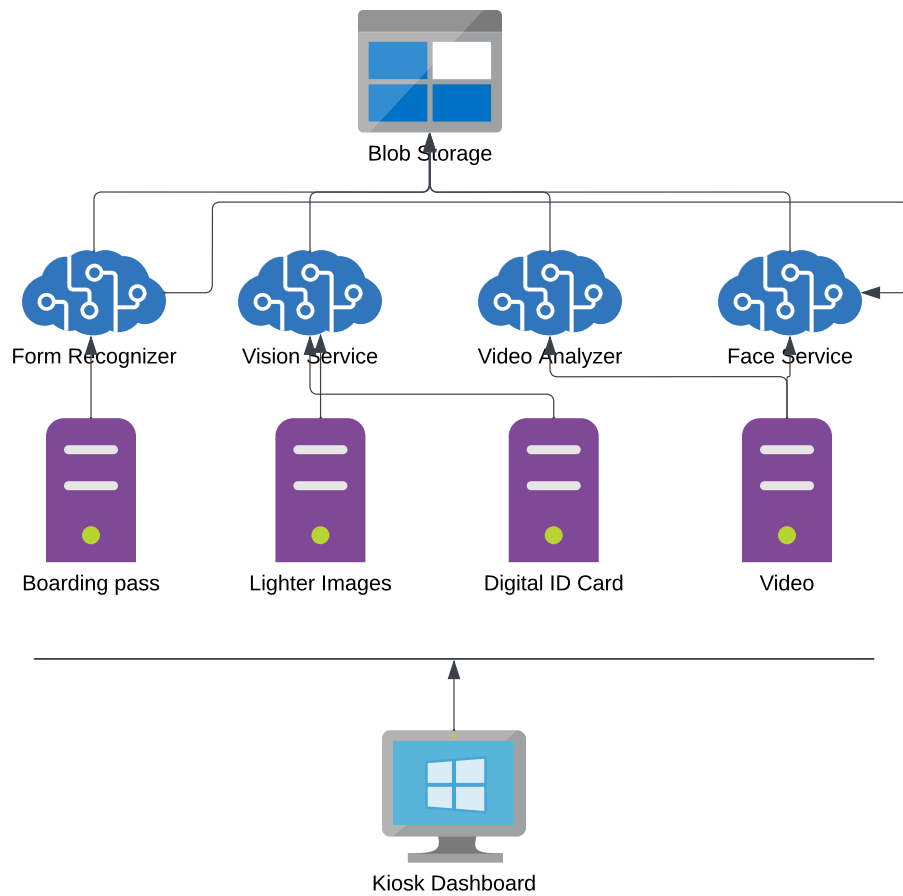 Blob Storage
Form Recognizer
Vision Service
Video Analyzer
Face Service
Boarding pass
Lighter Images
Digital ID Card
Video
Kiosk Dashboard